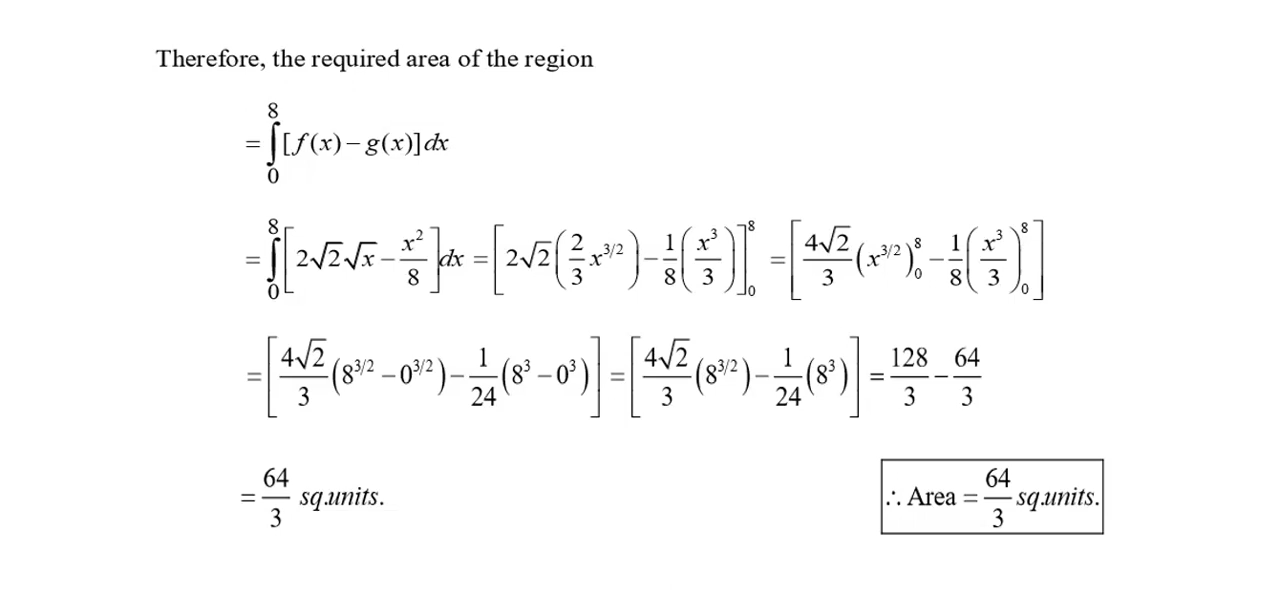 Therefore, the required area of the region
= ∫₀⁸ [f(x) − g(x)] dx
= ∫₀⁸ [2√2√x − x²/8] dx = [2√2(2/3 x^(3/2)) − 1/8(x³/3)]₀⁸ = [4√2/3 (x^(3/2))₀⁸ − 1/8(x³/3)₀⁸]
= [4√2/3 (8^(3/2) − 0^(3/2)) − 1/24 (8³ − 0³)] = [4√2/3 (8^(3/2)) − 1/24 (8³)] = 128/3 − 64/3
= 64/3 sq.units. ∴ Area = 64/3 sq.units.